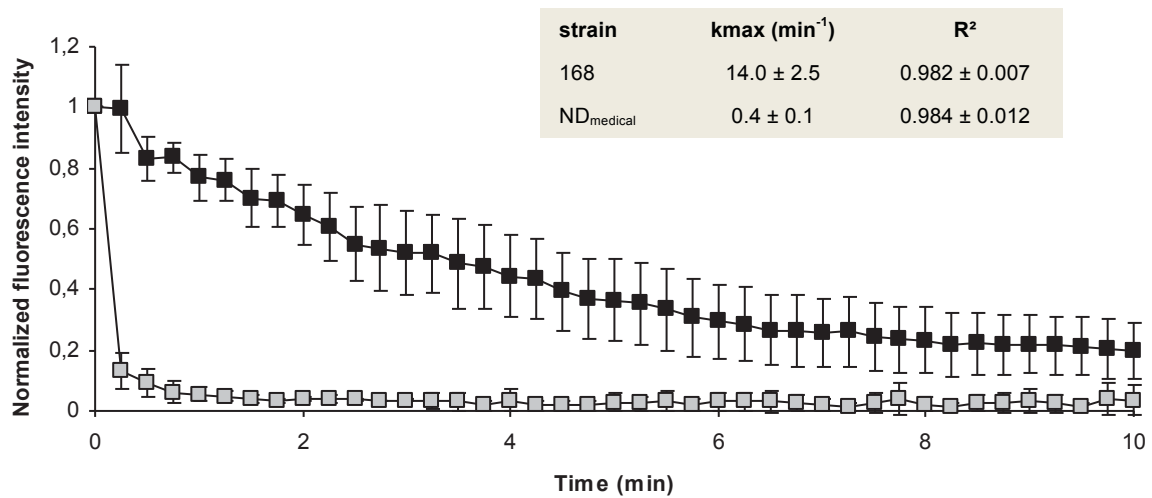 strain kmax (min⁻¹) R²
168 14.0 ± 2.5 0.982 ± 0.007
NDmedical 0.4 ± 0.1 0.984 ± 0.012
Normalized fluorescence intensity
1,2
1
0,8
0,6
0,4
0,2
0
0 2 4 6 8 10
Time (min)